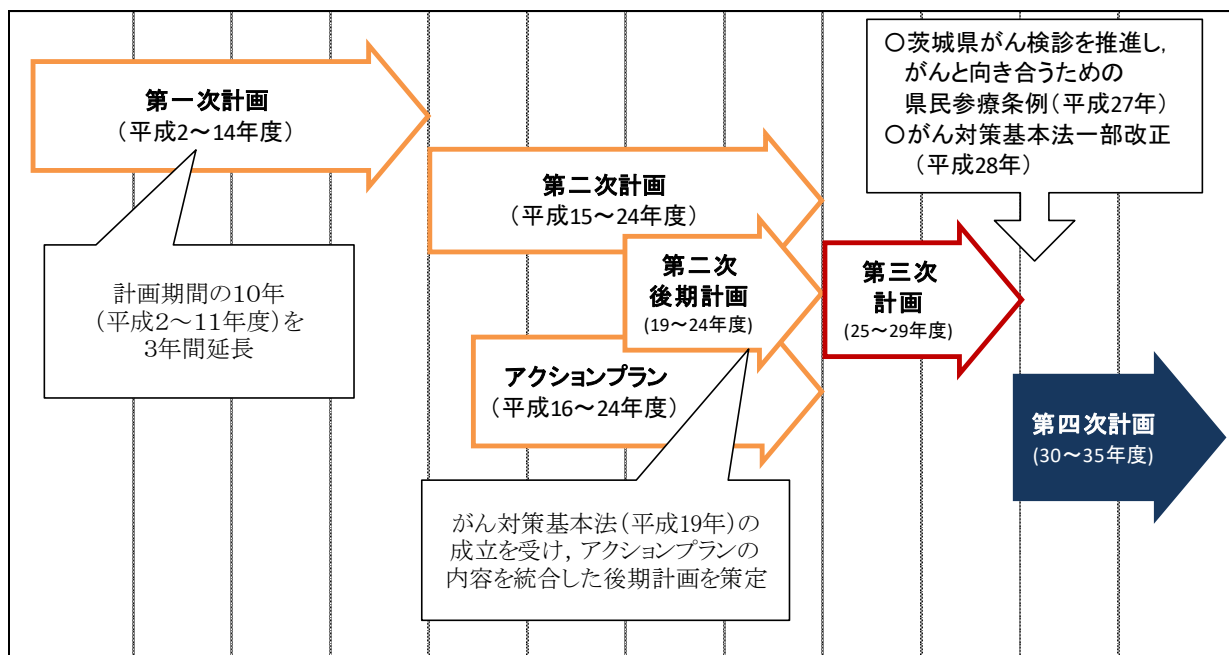 第一次計画
（平成2～14年度）
計画期間の10年
（平成2～11年度）を
3年間延長
第二次計画
（平成15～24年度）
第二次
後期計画
(19～24年度)
アクションプラン
（平成16～24年度）
がん対策基本法（平成19年）の
成立を受け，アクションプランの
内容を統合した後期計画を策定
第三次
計画
(25～29年度)
○茨城県がん検診を推進し，
がんと向き合うための
県民参療条例（平成27年）
○がん対策基本法一部改正
（平成28年）
第四次計画
(30～35年度)